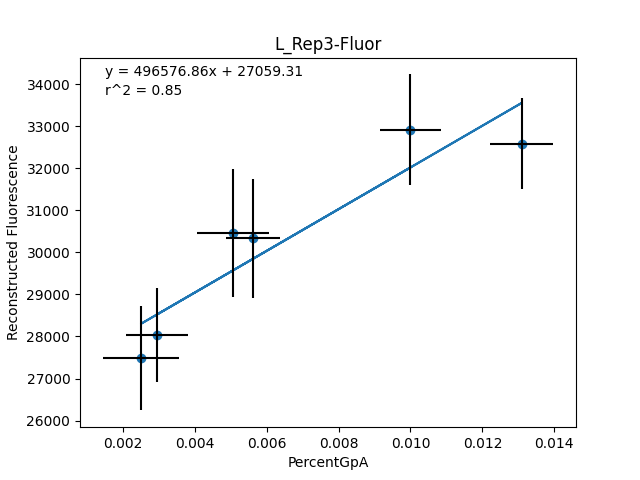 L_Rep3-Fluor
y = 496576.86x + 27059.31
r^2 = 0.85
34000
33000
32000
31000
30000
29000
28000
27000
26000
Reconstructed Fluorescence
0.002 0.004 0.006 0.008 0.010 0.012 0.014
PercentGpA